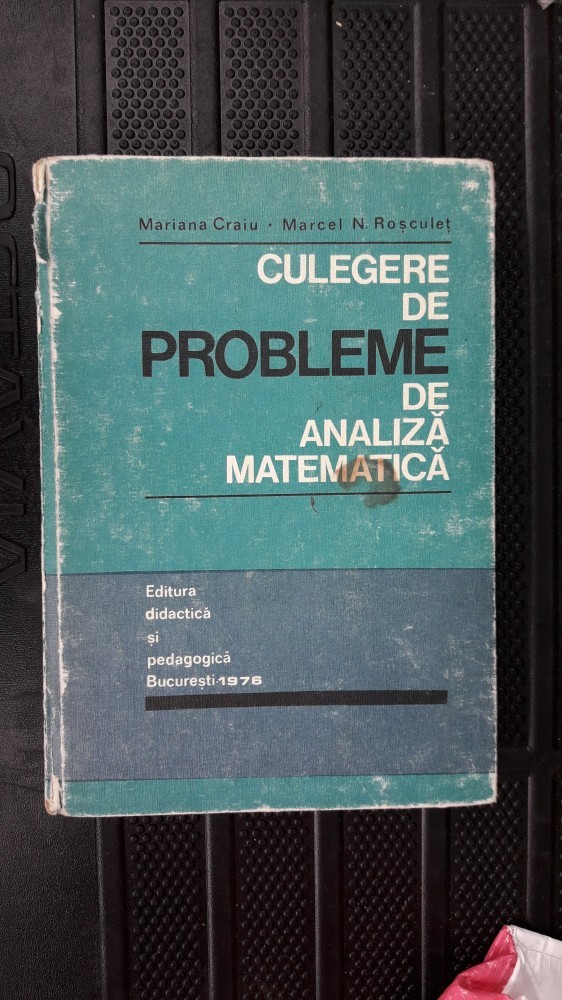 Mariana Craiu · Marcel N. Roșculeț
CULEGERE
DE
PROBLEME
DE
ANALIZĂ
MATEMATICĂ
Editura
didactică
și
pedagogică
București·1976